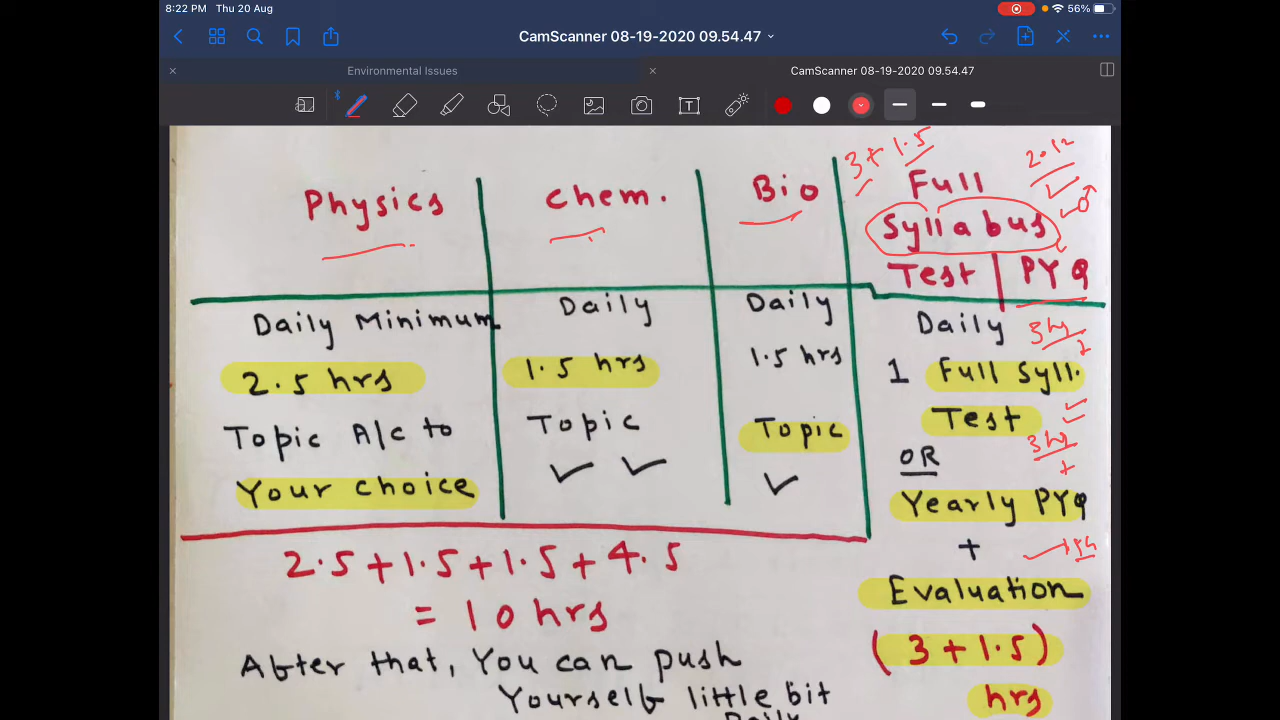 8:22 PM Thu 20 Aug
56%
CamScanner 08-19-2020 09.54.47
Environmental Issues
CamScanner 08-19-2020 09.54.47
Physics
Chem.
Bio
3+ 1.5
Full
Syllabus
Test | PYQ
Daily Minimum
2.5 hrs
Topic A/c to
Your choice
Daily
1.5 hrs
Topic
Daily
1.5 hrs
Topic
Daily
1 Full Syll.
Test
OR
Yearly PYQ
+
Evaluation
(3+1.5)
hrs
3 hr
+
3 hr
+
2.5+1.5+1.5+4.5
= 10 hrs
After that, You can push
Yourself little bit
Daily